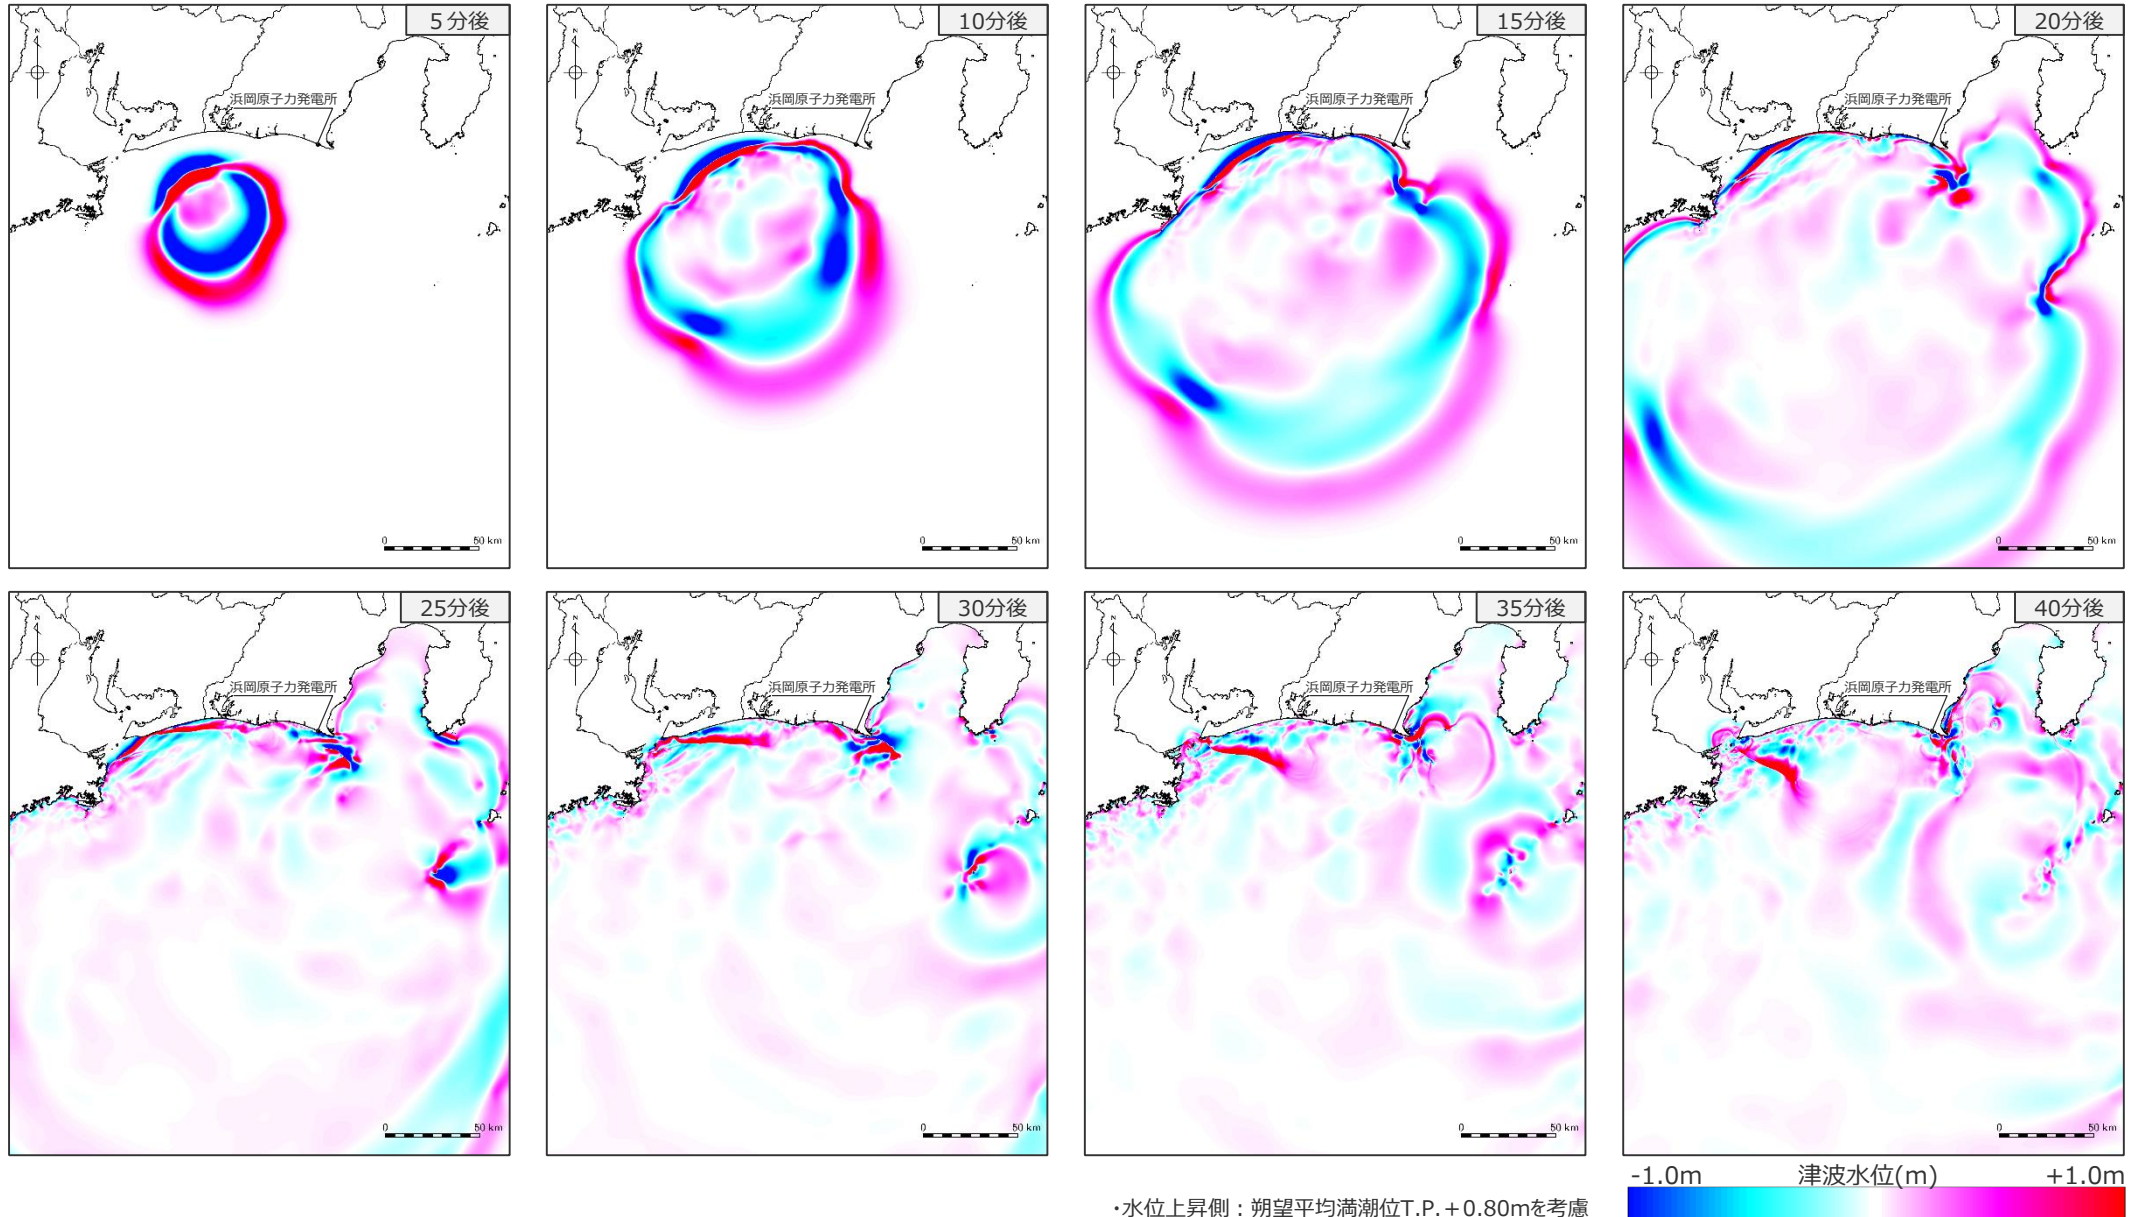 5分後
10分後
15分後
20分後
N
N
N
N
浜岡原子力発電所
浜岡原子力発電所
浜岡原子力発電所
浜岡原子力発電所
0 50 km
0 50 km
0 50 km
0 50 km
25分後
30分後
35分後
40分後
N
N
N
N
浜岡原子力発電所
浜岡原子力発電所
浜岡原子力発電所
浜岡原子力発電所
0 50 km
0 50 km
0 50 km
0 50 km
-1.0m 津波水位(m) +1.0m
・水位上昇側：朔望平均満潮位T.P.+0.80mを考慮